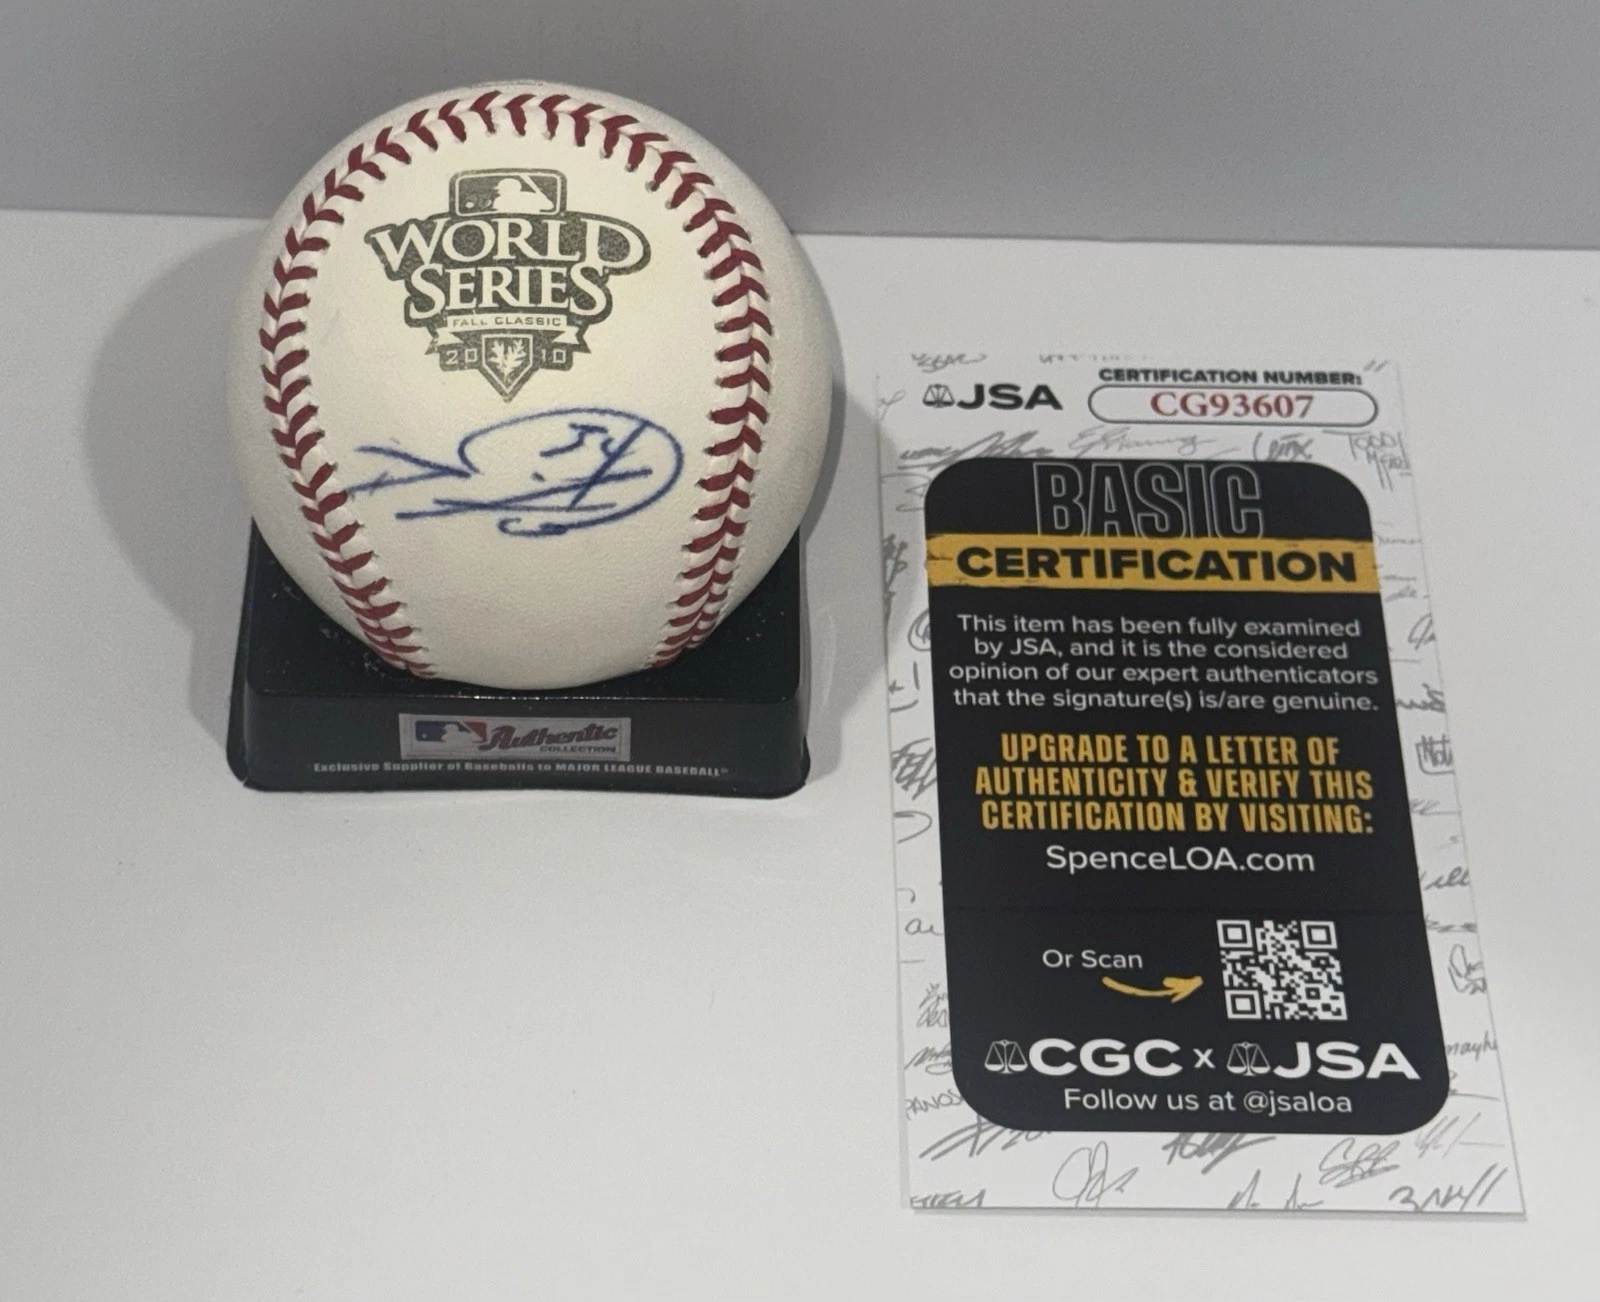 WORLD
SERIES
FALL CLASSIC
20 10
54
Authentic
COLLECTION
Exclusive Supplier of Baseballs to MAJOR LEAGUE BASEBALL
JSA
CERTIFICATION NUMBER:
CG93607
BASIC
CERTIFICATION
This item has been fully examined
by JSA, and it is the considered
opinion of our expert authenticators
that the signature(s) is/are genuine.
UPGRADE TO A LETTER OF
AUTHENTICITY & VERIFY THIS
CERTIFICATION BY VISITING:
SpenceLOA.com
Or Scan
CGC x JSA
Follow us at @jsaloa